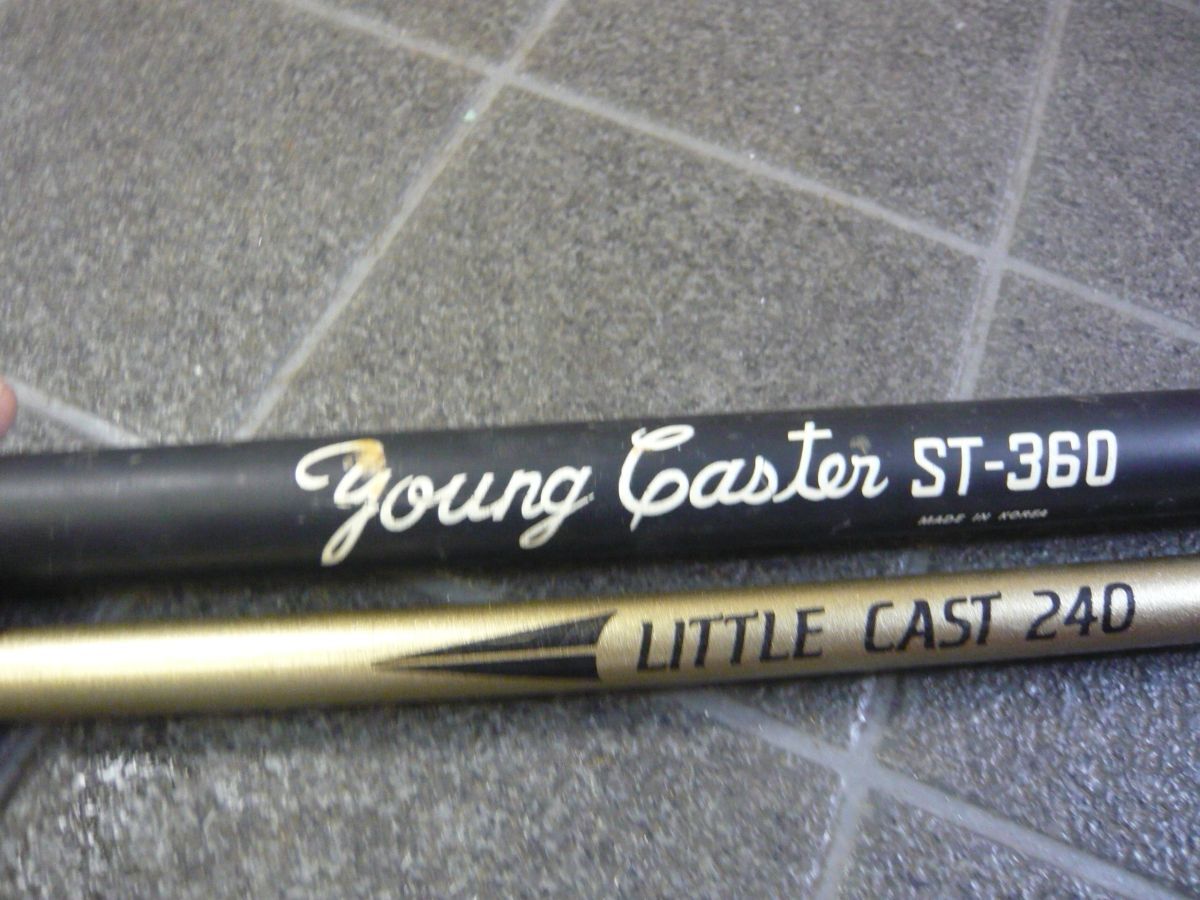 Young Caster ST-360
MADE IN KOREA
LITTLE CAST 240